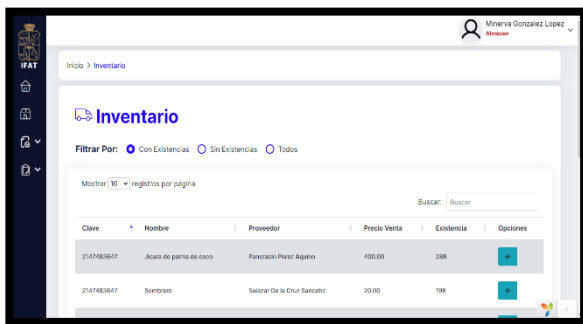 Minerva Gonzalez Lopez
Almacen
IFAT
Inicio > Inventario
Inventario
Filtrar Por: Con Existencias Sin Existencias Todos
Mostrar 10 registros por página
Buscar: Buscar
Clave Nombre Proveedor Precio Venta Existencia Opciones
2147483647 Jicara de palma de coco Pancracio Perez Aquino 400.00 288
2147483647 Sombrero Salazar De la Cruz Sancehz 20.00 198